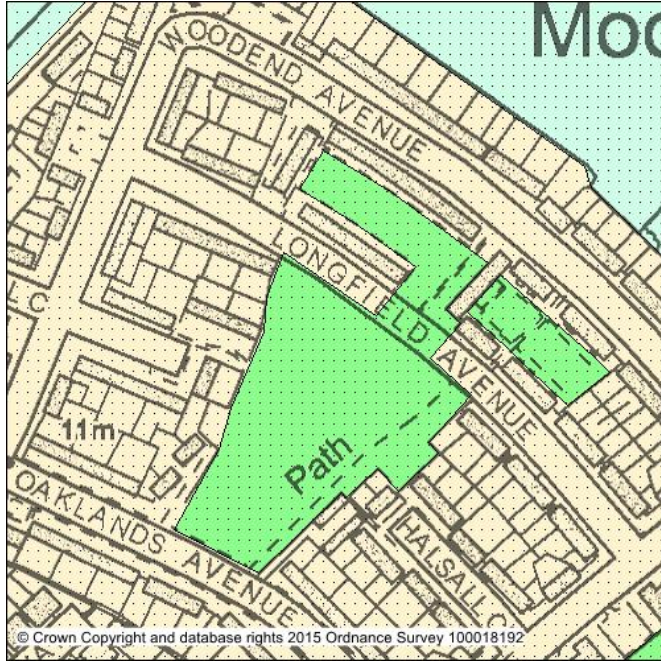 Moo
WOODEND AVENUE
LONGFIELD AVENUE
C
11m
Path
OAKLANDS AVENUE
HALSALL C
© Crown Copyright and database rights 2015 Ordnance Survey 100018192